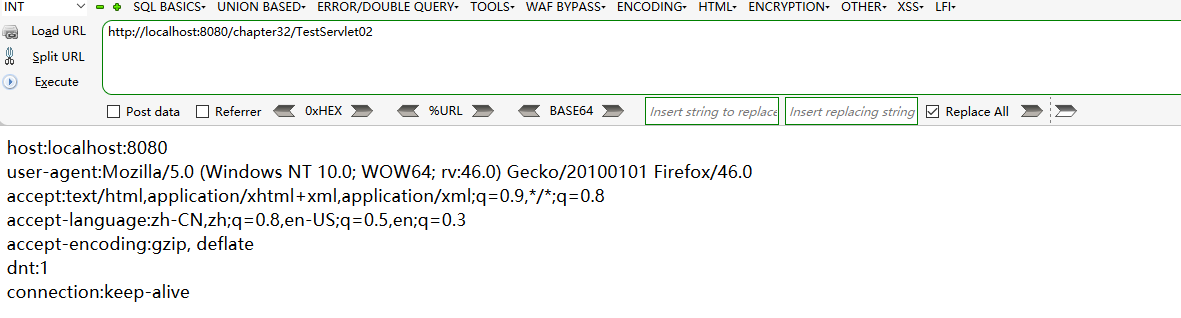 INT SQL BASICS UNION BASED ERROR/DOUBLE QUERY TOOLS WAF BYPASS ENCODING HTML ENCRYPTION OTHER XSS LFI
Load URL http://localhost:8080/chapter32/TestServlet02
Split URL
Execute
Post data Referrer 0xHEX %URL BASE64 Insert string to replace Insert replacing string Replace All
host:localhost:8080
user-agent:Mozilla/5.0 (Windows NT 10.0; WOW64; rv:46.0) Gecko/20100101 Firefox/46.0
accept:text/html,application/xhtml+xml,application/xml;q=0.9,*/*;q=0.8
accept-language:zh-CN,zh;q=0.8,en-US;q=0.5,en;q=0.3
accept-encoding:gzip, deflate
dnt:1
connection:keep-alive